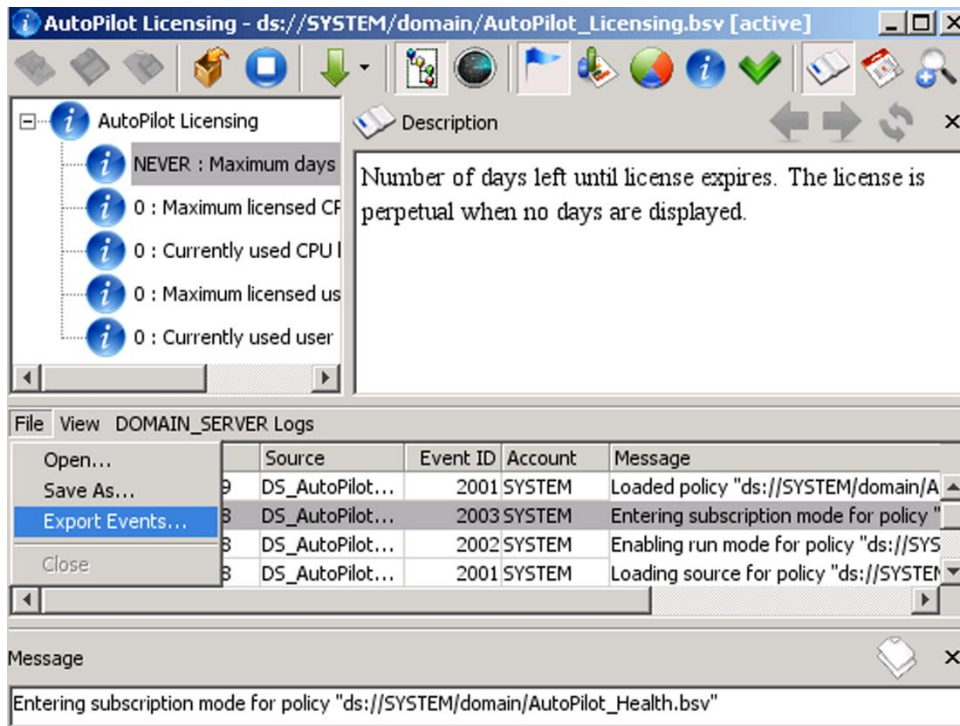 AutoPilot Licensing - ds://SYSTEM/domain/AutoPilot_Licensing.bsv [active]
AutoPilot Licensing
NEVER : Maximum days
0 : Maximum licensed CP
0 : Currently used CPU l
0 : Maximum licensed us
0 : Currently used user
Description
Number of days left until license expires. The license is
perpetual when no days are displayed.
File View DOMAIN_SERVER Logs
Open...
Save As...
Export Events...
Close
Source Event ID Account Message
9 DS_AutoPilot... 2001 SYSTEM Loaded policy "ds://SYSTEM/domain/A
8 DS_AutoPilot... 2003 SYSTEM Entering subscription mode for policy "
8 DS_AutoPilot... 2002 SYSTEM Enabling run mode for policy "ds://SYS
8 DS_AutoPilot... 2001 SYSTEM Loading source for policy "ds://SYSTEM
Message
Entering subscription mode for policy "ds://SYSTEM/domain/AutoPilot_Health.bsv"